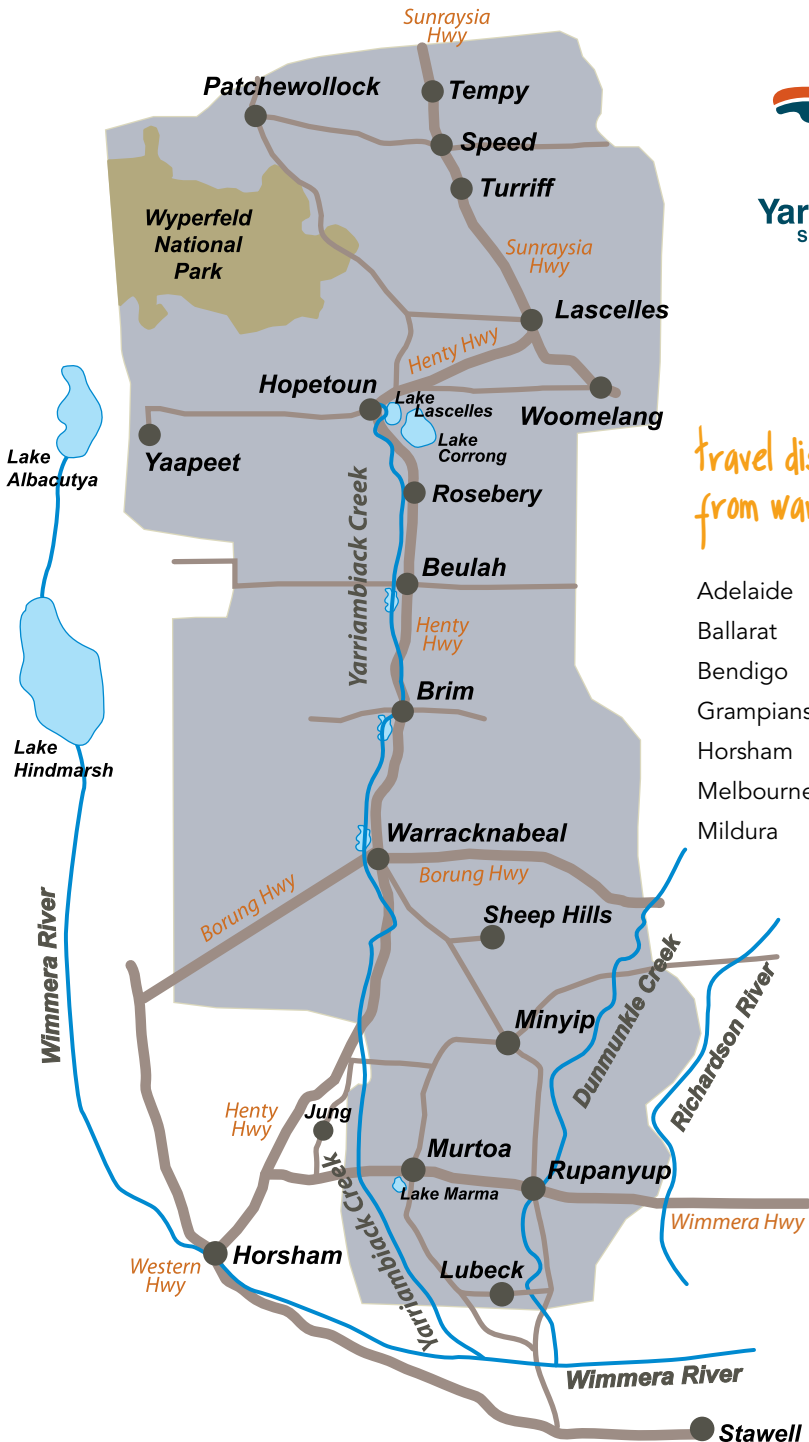 Sunraysia
Hwy
Patchewollock
Tempy
Speed
Turriff
Wyperfeld
National
Park
Sunraysia
Hwy
Lascelles
Henty Hwy
Hopetoun
Lake
Lascelles
Woomelang
Lake
Corrong
Yaapeet
Lake
Albacutya
Rosebery
Yarriambiack Creek
Beulah
Henty
Hwy
Brim
Lake
Hindmarsh
Warracknabeal
Borung Hwy
Borung Hwy
Sheep Hills
Wimmera River
Minyip
Dunmunkle Creek
Richardson River
Henty
Hwy
Jung
Murtoa
Rupanyup
Lake Marma
Wimmera Hwy
Yarriambiack Creek
Horsham
Western
Hwy
Lubeck
Wimmera River
Stawell
Yar
S
travel dis
from wa
Adelaide
Ballarat
Bendigo
Grampians
Horsham
Melbourne
Mildura